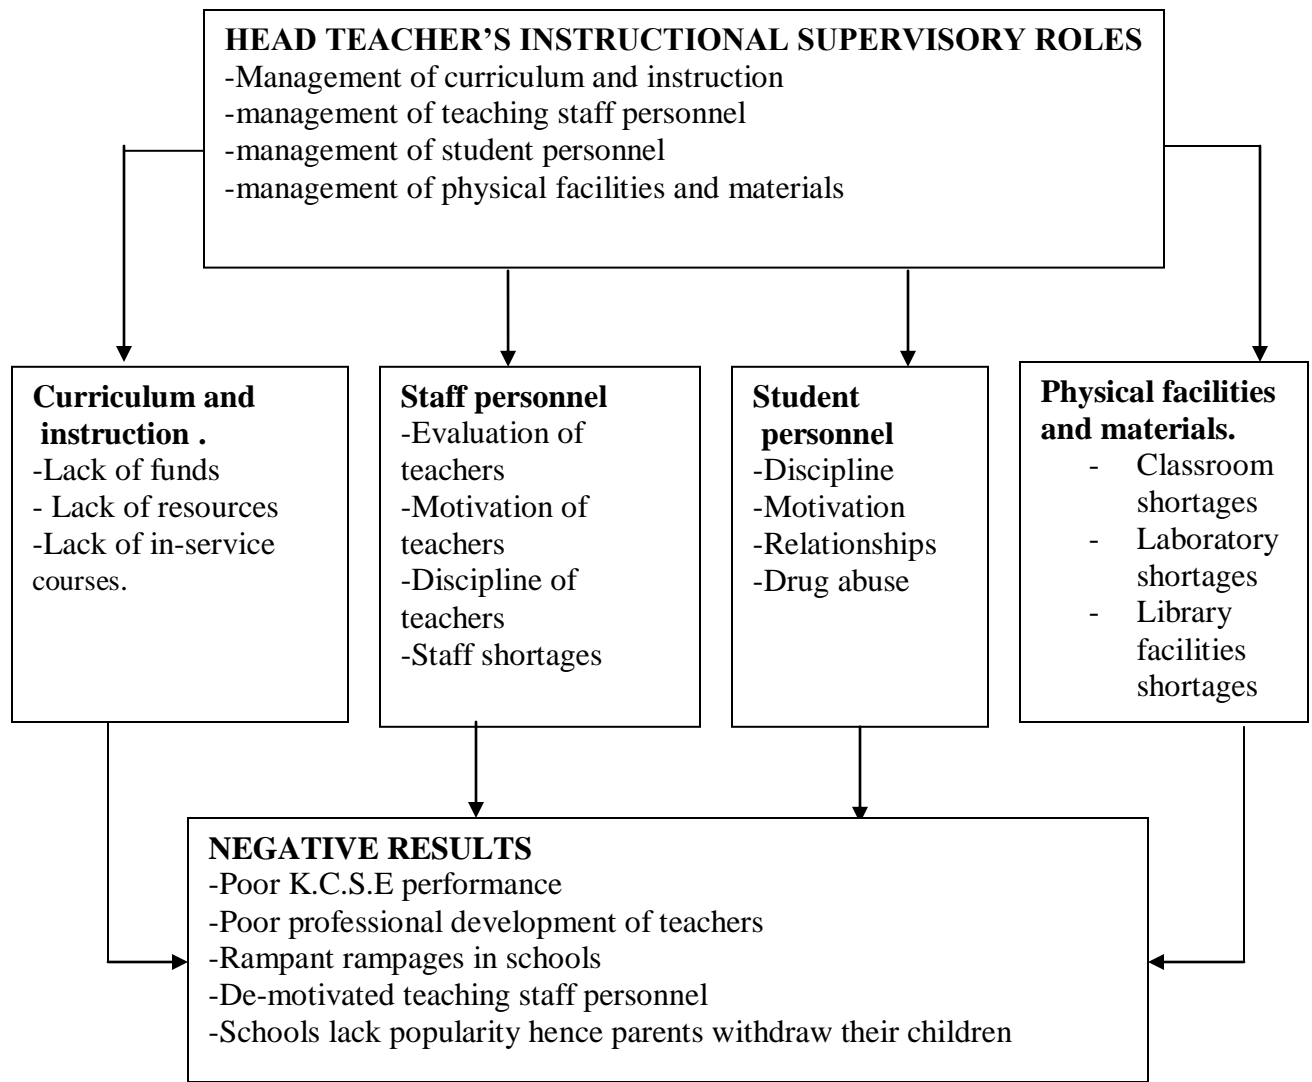 HEAD TEACHER’S INSTRUCTIONAL SUPERVISORY ROLES
-Management of curriculum and instruction
-management of teaching staff personnel
-management of student personnel
-management of physical facilities and materials
Curriculum and
instruction .
-Lack of funds
- Lack of resources
-Lack of in-service
courses.
Staff personnel
-Evaluation of
teachers
-Motivation of
teachers
-Discipline of
teachers
-Staff shortages
Student
personnel
-Discipline
-Motivation
-Relationships
-Drug abuse
Physical facilities
and materials.
- Classroom
shortages
- Laboratory
shortages
- Library
facilities
shortages
NEGATIVE RESULTS
-Poor K.C.S.E performance
-Poor professional development of teachers
-Rampant rampages in schools
-De-motivated teaching staff personnel
-Schools lack popularity hence parents withdraw their children